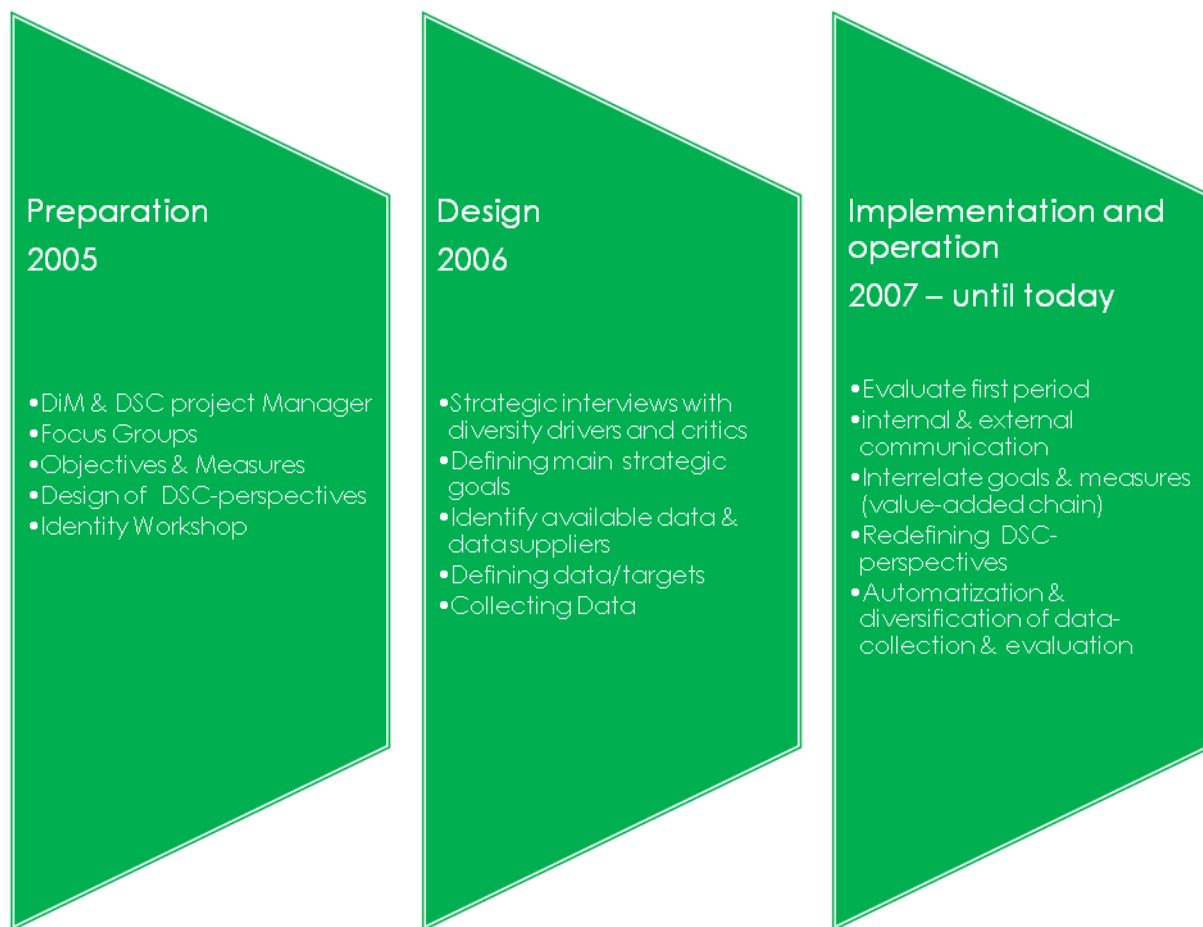 Preparation
2005
•DiM & DSC project Manager
•Focus Groups
•Objectives & Measures
•Design of DSC-perspectives
•Identity Workshop
Design
2006
•Strategic interviews with
diversity drivers and critics
•Defining main strategic
goals
•Identify available data &
data suppliers
•Defining data/targets
•Collecting Data
Implementation and
operation
2007 – until today
•Evaluate first period
•internal & external
communication
•Interrelate goals & measures
(value-added chain)
•Redefining DSC-
perspectives
•Automatization &
diversification of data-
collection & evaluation